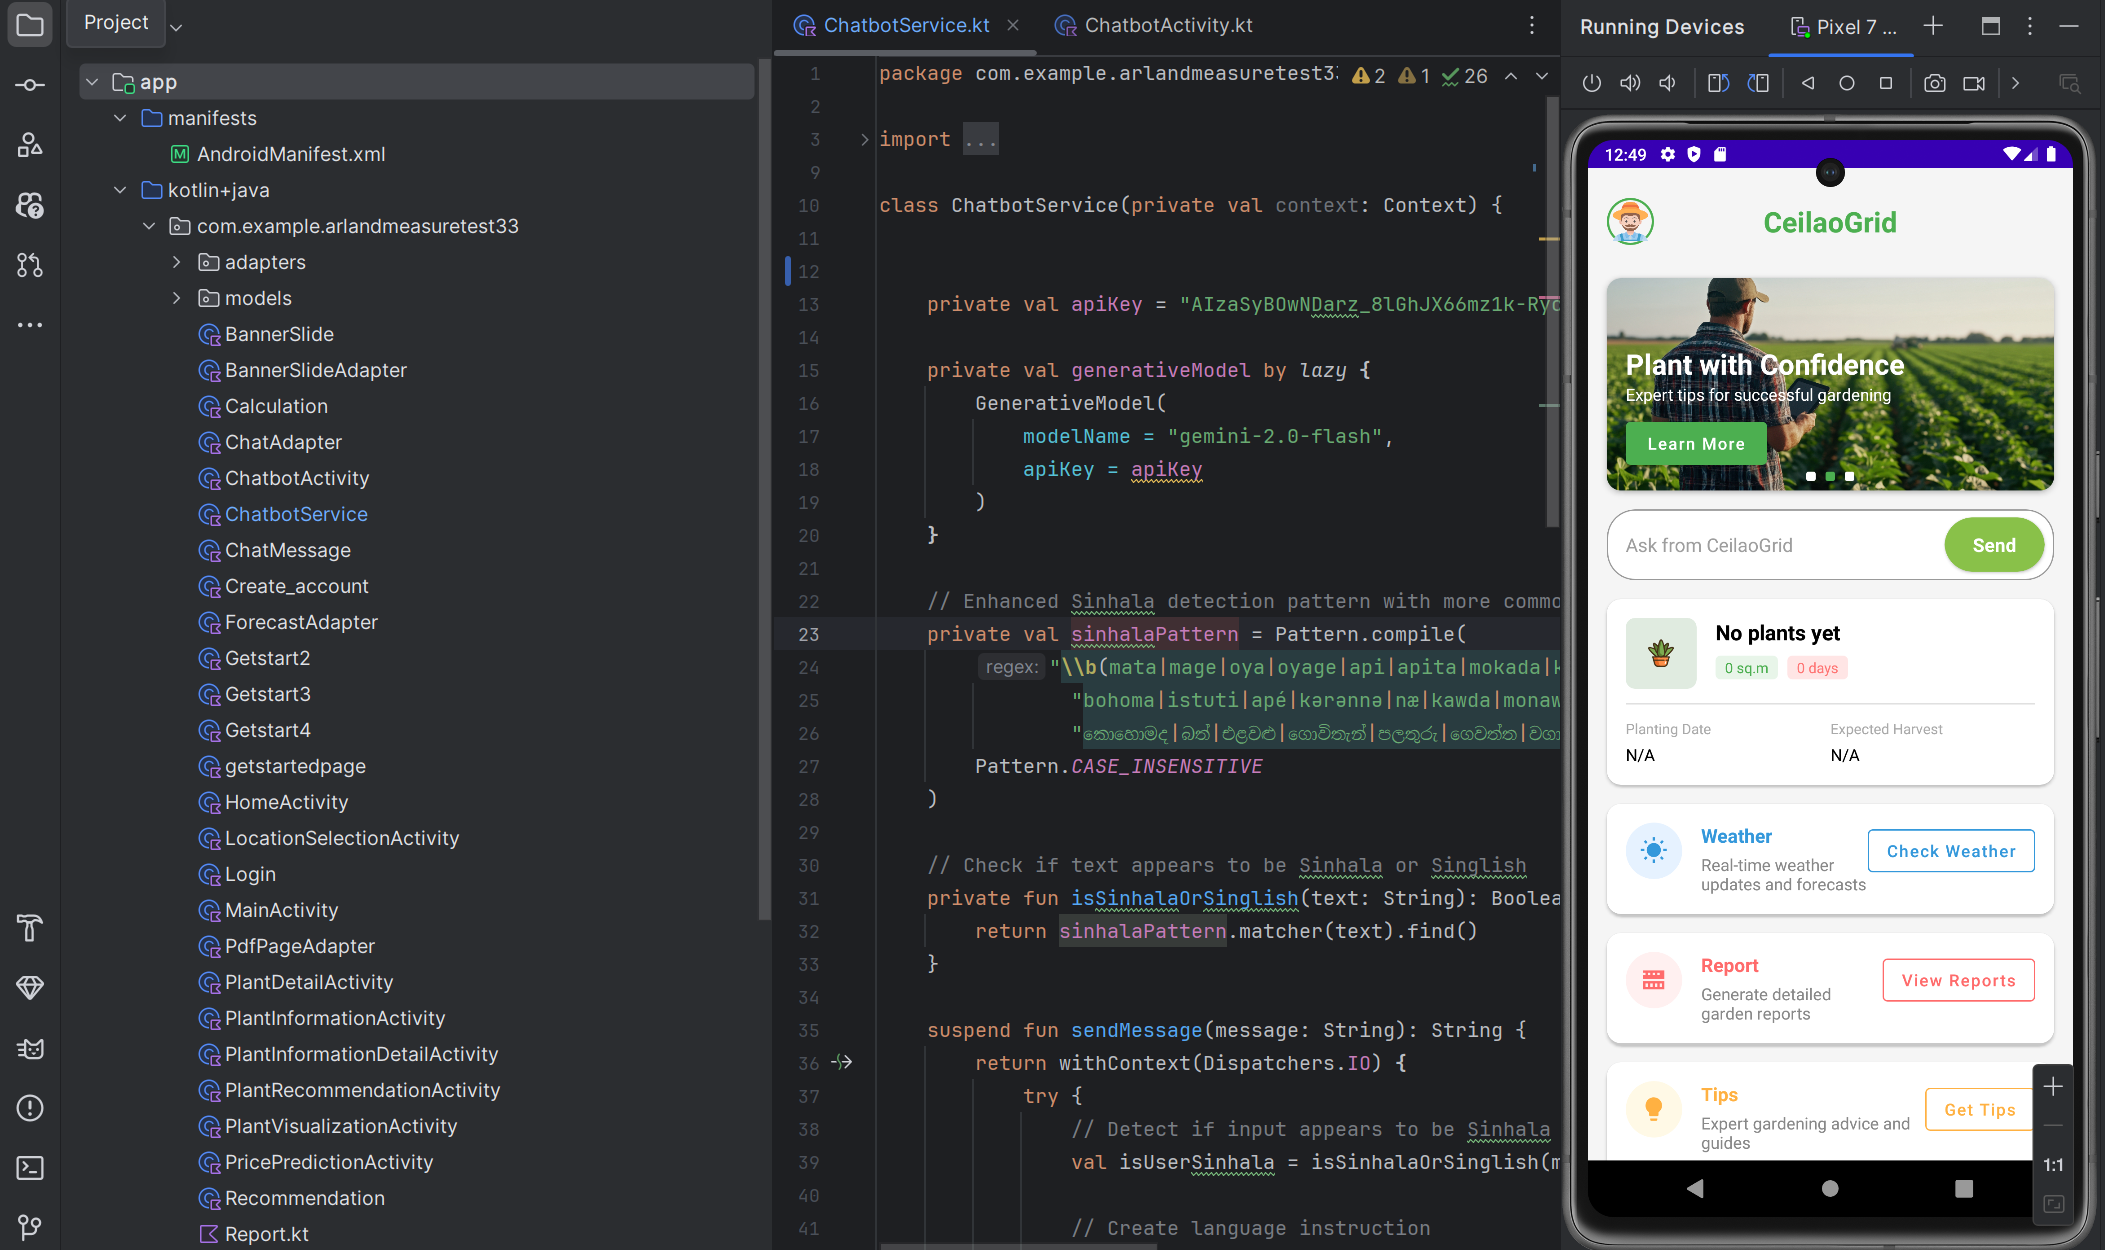 Project
app
manifests
AndroidManifest.xml
kotlin+java
com.example.arlandmeasuretest33
adapters
models
BannerSlide
BannerSlideAdapter
Calculation
ChatAdapter
ChatbotActivity
ChatbotService
ChatMessage
Create_account
ForecastAdapter
Getstart2
Getstart3
Getstart4
getstartedpage
HomeActivity
LocationSelectionActivity
Login
MainActivity
PdfPageAdapter
PlantDetailActivity
PlantInformationActivity
PlantInformationDetailActivity
PlantRecommendationActivity
PlantVisualizationActivity
PricePredictionActivity
Recommendation
Report.kt
ChatbotService.kt
ChatbotActivity.kt
2 1 26
1 package com.example.arlandmeasuretest33
2
3 import ...
9
10 class ChatbotService(private val context: Context) {
11
12
13 private val apiKey = "AIzaSyBOwNDarz_8lGhJX66mz1k-Ryd
14
15 private val generativeModel by lazy {
16 GenerativeModel(
17 modelName = "gemini-2.0-flash",
18 apiKey = apiKey
19 )
20 }
21
22 // Enhanced Sinhala detection pattern with more commo
23 private val sinhalaPattern = Pattern.compile(
24 regex: "\\b(mata|mage|oya|oyage|api|apita|mokada|k
25 "bohoma|istuti|apé|kərənnə|næ|kawda|monaw
26 "කොහොමද|බත්|එළවළු|ගොවිතැන්|පලතුරු|ගෙවත්ත|වගා
27 Pattern.CASE_INSENSITIVE
28 )
29
30 // Check if text appears to be Sinhala or Singlish
31 private fun isSinhalaOrSinglish(text: String): Boolea
32 return sinhalaPattern.matcher(text).find()
33 }
34
35 suspend fun sendMessage(message: String): String {
36 return withContext(Dispatchers.IO) {
37 try {
38 // Detect if input appears to be Sinhala
39 val isUserSinhala = isSinhalaOrSinglish(m
40
41 // Create language instruction
Running Devices
Pixel 7 ...
12:49
CeilaoGrid
Plant with Confidence
Expert tips for successful gardening
Learn More
Ask from CeilaoGrid
Send
No plants yet
0 sq.m
0 days
Planting Date
Expected Harvest
N/A
N/A
Weather
Real-time weather
updates and forecasts
Check Weather
Report
Generate detailed
garden reports
View Reports
Tips
Expert gardening advice and
guides
Get Tips
1:1